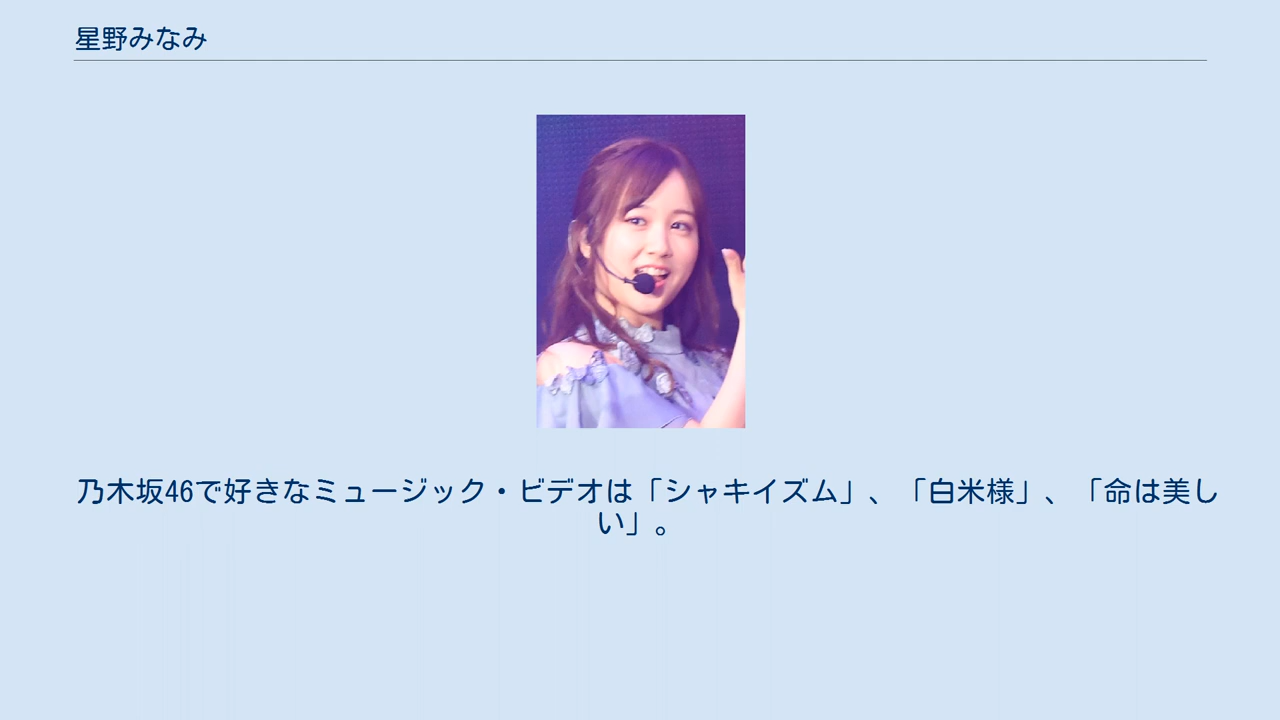 星野みなみ
乃木坂46で好きなミュージック・ビデオは「シャキイズム」、「白米様」、「命は美し
い」。